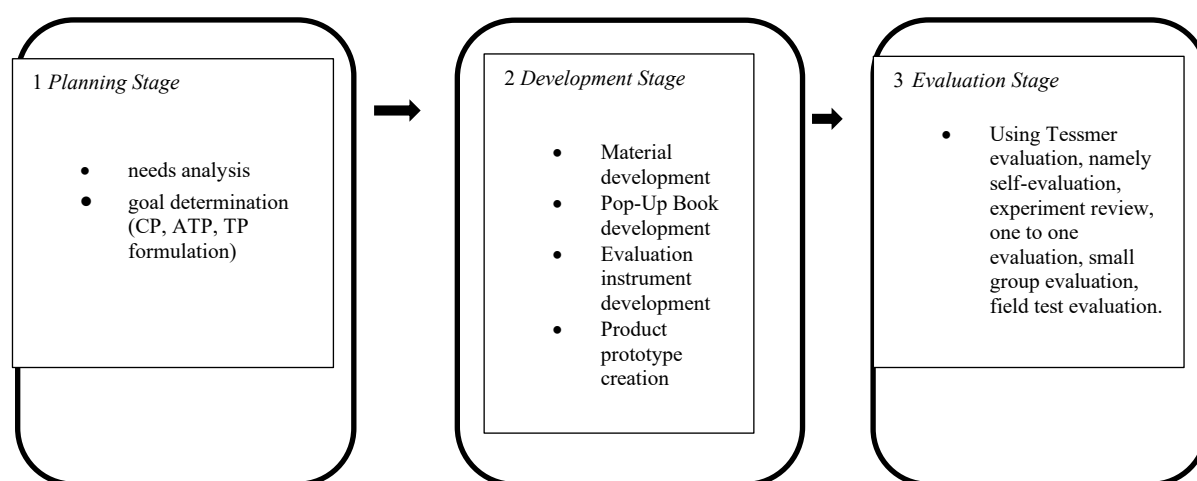 1 Planning Stage
• needs analysis
• goal determination
(CP, ATP, TP
formulation)
2 Development Stage
• Material
development
• Pop-Up Book
development
• Evaluation
instrument
development
• Product
prototype
creation
3 Evaluation Stage
• Using Tessmer
evaluation, namely
self-evaluation,
experiment review,
one to one
evaluation, small
group evaluation,
field test evaluation.